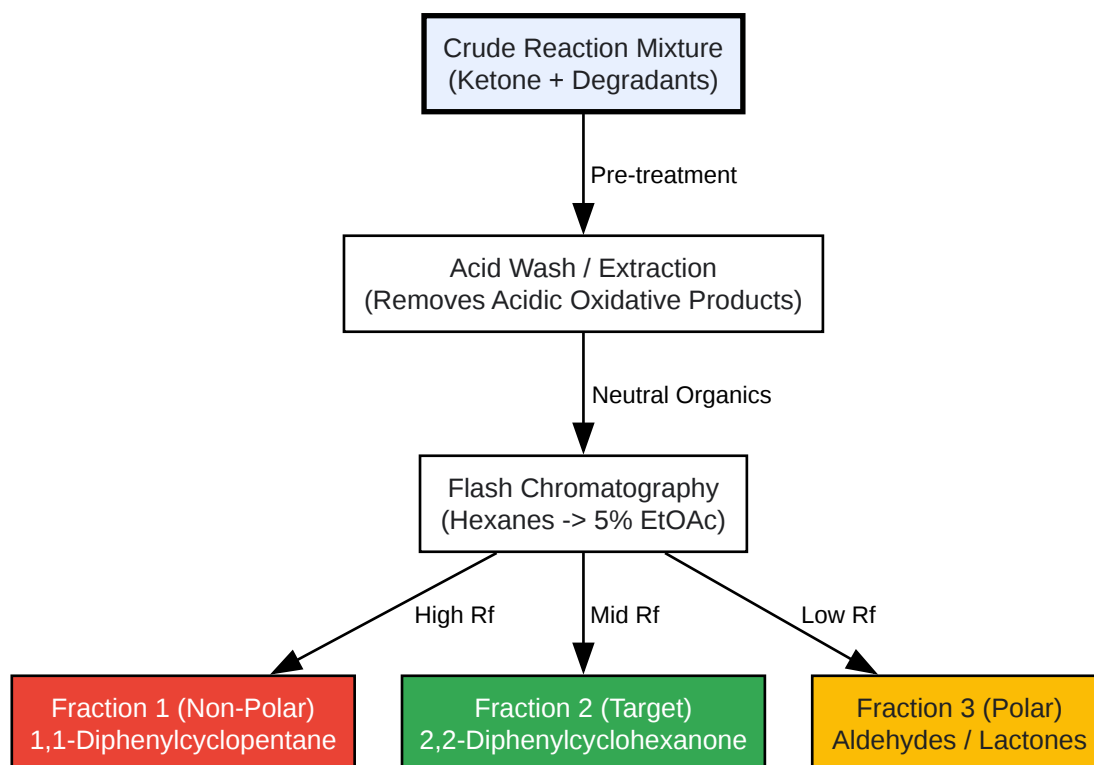 Crude Reaction Mixture
(Ketone + Degradants)
Pre-treatment
Acid Wash / Extraction
(Removes Acidic Oxidative Products)
Neutral Organics
Flash Chromatography
(Hexanes -> 5% EtOAc)
High Rf
Mid Rf
Low Rf
Fraction 1 (Non-Polar)
1,1-Diphenylcyclopentane
Fraction 2 (Target)
2,2-Diphenylcyclohexanone
Fraction 3 (Polar)
Aldehydes / Lactones